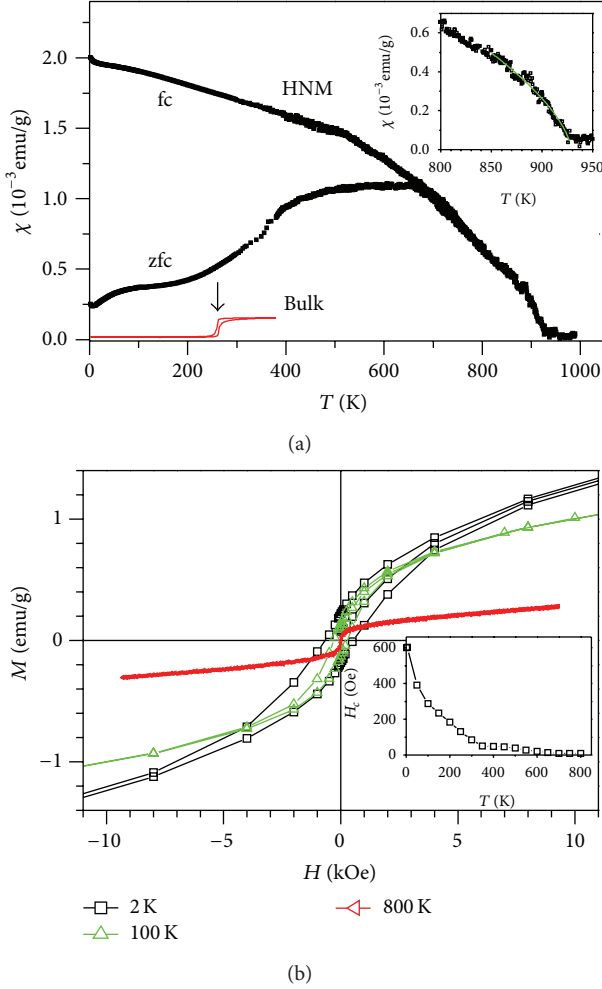 0.6
0.4
0.2
0.0
χ (10⁻³ emu/g)
800 850 900 950
T (K)
2.0
1.5
1.0
0.5
0.0
χ (10⁻³ emu/g)
fc
HNM
zfc
Bulk
0 200 400 600 800 1000
T (K)
(a)
1
0
−1
M (emu/g)
600
400
200
0
H_c (Oe)
0 200 400 600 800
T (K)
−10 −5 0 5 10
H (kOe)
2 K
800 K
100 K
(b)